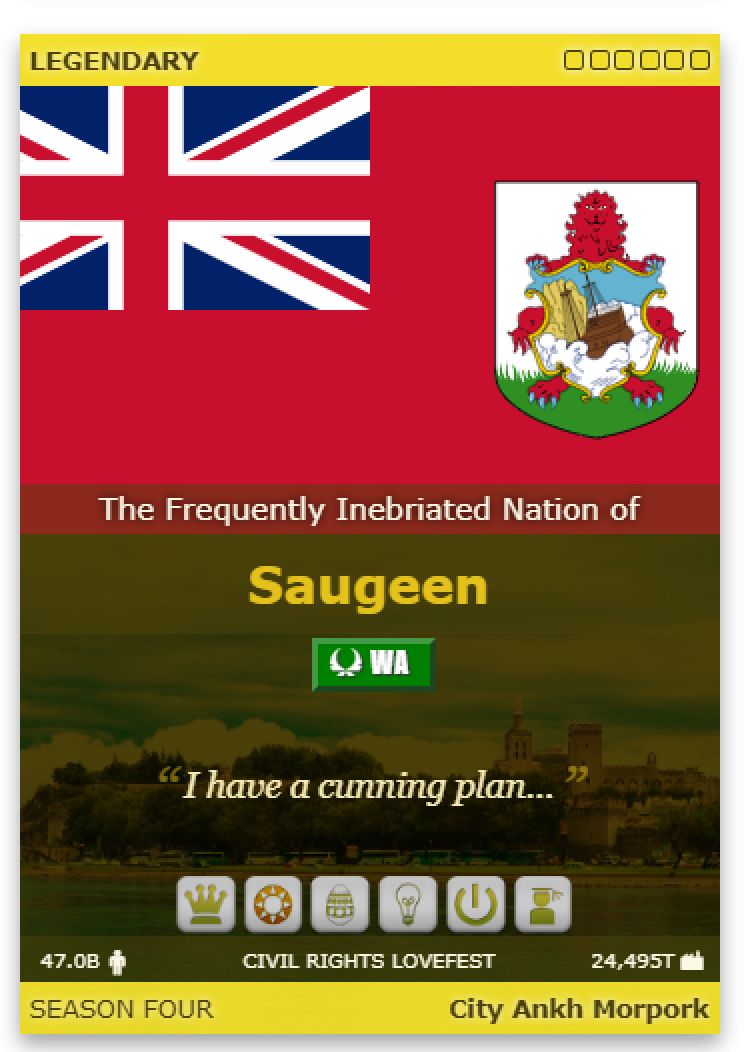 LEGENDARY
The Frequently Inebriated Nation of
Saugeen
WA
“I have a cunning plan... ”
47.0B CIVIL RIGHTS LOVEFEST 24,495T
SEASON FOUR City Ankh Morpork